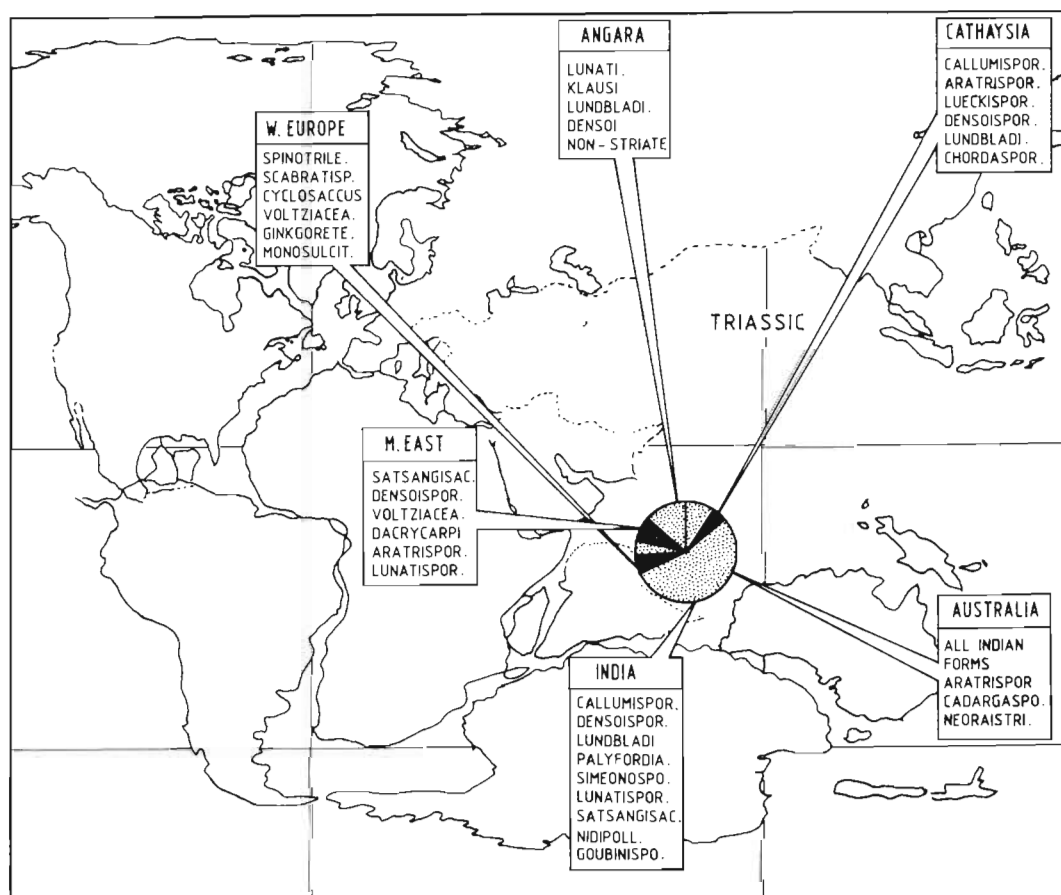 ANGARA
LUNATI.
KLAUSI
LUNDBLADI.
DENSOI
NON-STRIATE
CATHAYSIA
CALLUMISPOR.
ARATRISPOR.
LUECKISPOR.
DENSOISPOR.
LUNDBLADI.
CHORDASPOR.
W. EUROPE
SPINOTRILE.
SCABRATISP.
CYCLOSACCUS
VOLTZIACEA.
GINKGORETE.
MONOSULCIT.
TRIASSIC
M. EAST
SATSANGISAC.
DENSOISPOR.
VOLTZIACEA.
DACRYCARPI
ARATRISPOR.
LUNATISPOR.
AUSTRALIA
ALL INDIAN
FORMS
ARATRISPOR
CADARGASPO.
NEORAISTRI.
INDIA
CALLUMISPOR.
DENSOISPOR.
LUNDBLADI
PALYFORDIA.
SIMEONOSPO.
LUNATISPOR.
SATSANGISAC.
NIDIPOLL.
GOUBINISPO.